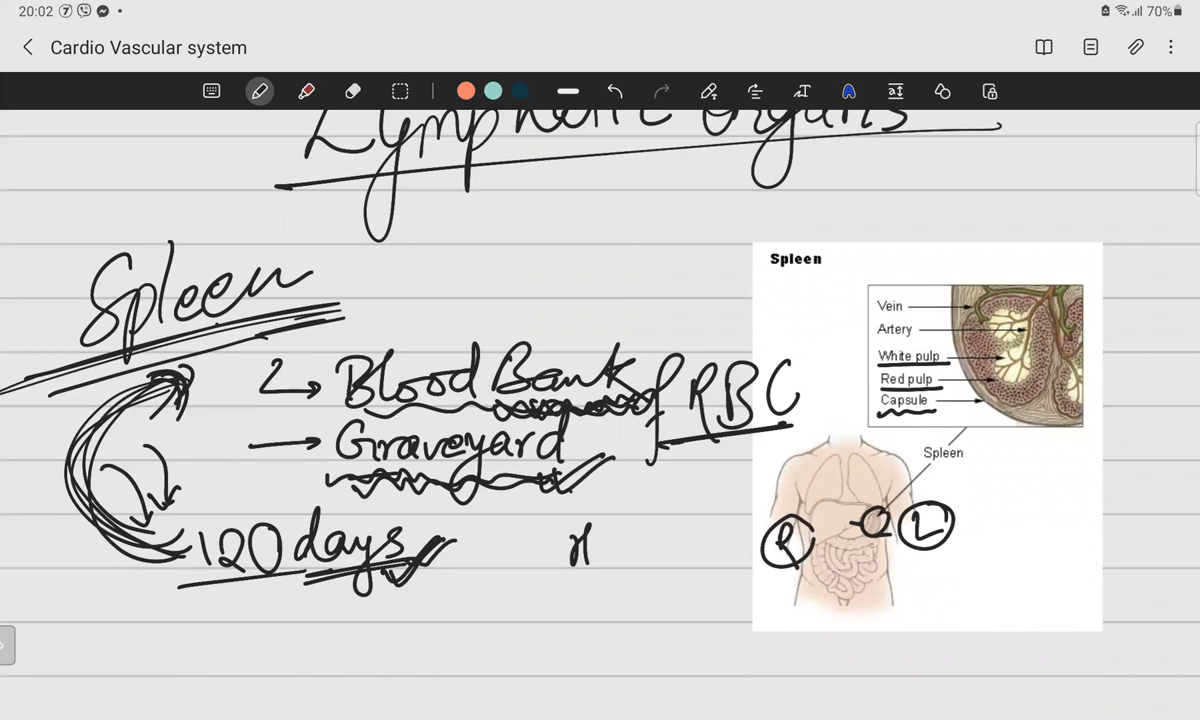 20:02
70%
Cardio Vascular system
Lymphatic Organs
Spleen
→ Blood Bank } RBC
→ Graveyard
120 days
Spleen
Vein
Artery
White pulp
Red pulp
Capsule
Spleen
R
L